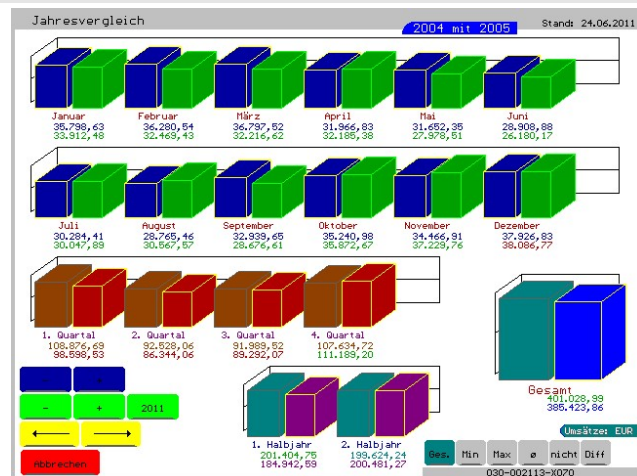 Jahresvergleich 2004 mit 2005 Stand: 24.06.2011
Januar Februar März April Mai Juni
35.798,63 36.280,54 36.797,52 31.966,83 31.652,35 28.908,88
33.912,48 32.469,43 32.216,62 32.185,38 27.978,51 26.180,17
Juli August September Oktober November Dezember
30.284,41 28.765,46 32.939,65 35.240,98 34.466,91 37.926,83
30.047,89 30.567,57 28.676,61 35.872,67 37.229,76 38.086,77
1. Quartal 2. Quartal 3. Quartal 4. Quartal
108.876,69 92.528,06 91.989,52 107.634,72
98.598,53 86.344,06 89.292,07 111.189,20
Gesamt
401.028,99
385.423,86
- + 2011
1. Halbjahr 2. Halbjahr
201.404,75 199.624,24
184.942,59 200.481,27
Umsätze: EUR
Abbrechen
Ges. Min Max ø nicht Diff
030-002113-X070